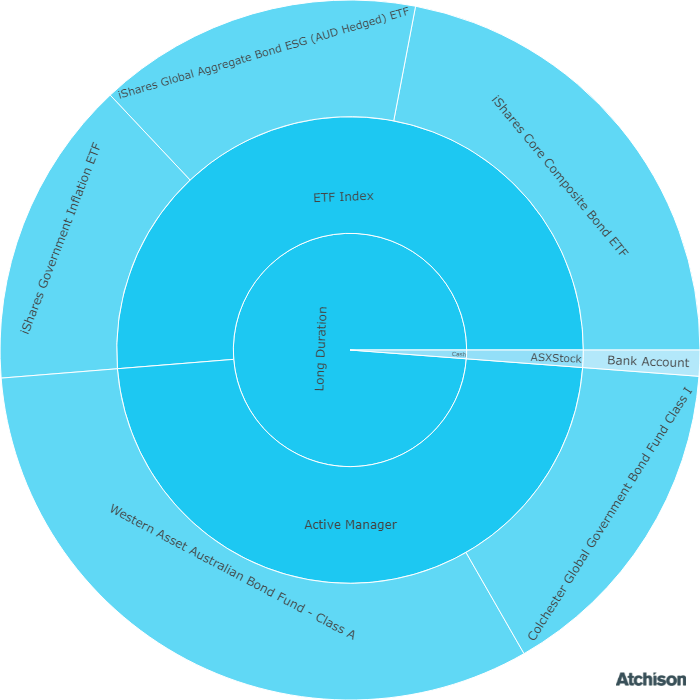 iShares Global Aggregate Bond ESG (AUD Hedged) ETF
iShares Core Composite Bond ETF
iShares Government Inflation ETF
ETF Index
Long Duration
Cash
ASXStock
Bank Account
Active Manager
Western Asset Australian Bond Fund - Class A
Colchester Global Government Bond Fund Class I
Atchison